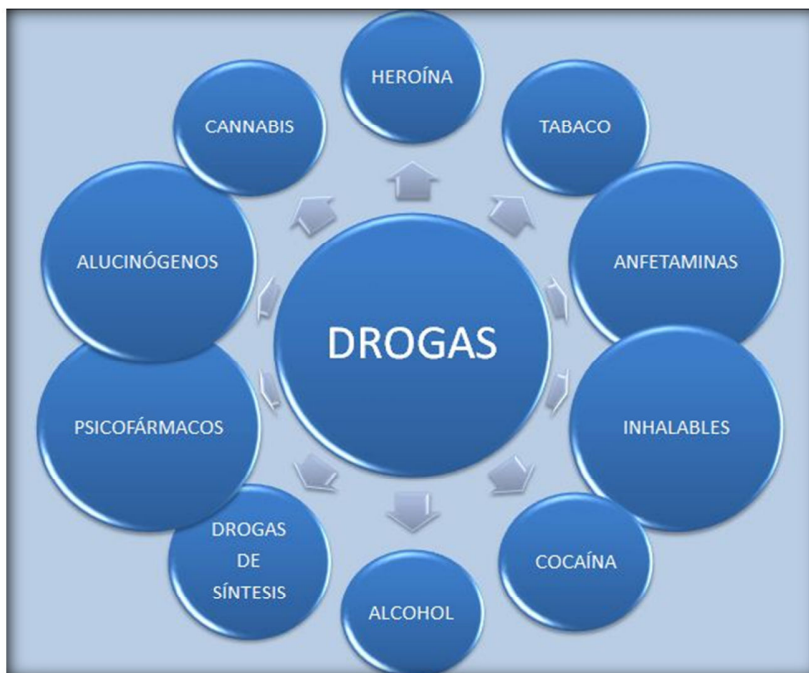 HEROÍNA
CANNABIS
TABACO
ALUCINÓGENOS
ANFETAMINAS
DROGAS
PSICOFÁRMACOS
INHALABLES
DROGAS
DE
SÍNTESIS
COCAÍNA
ALCOHOL